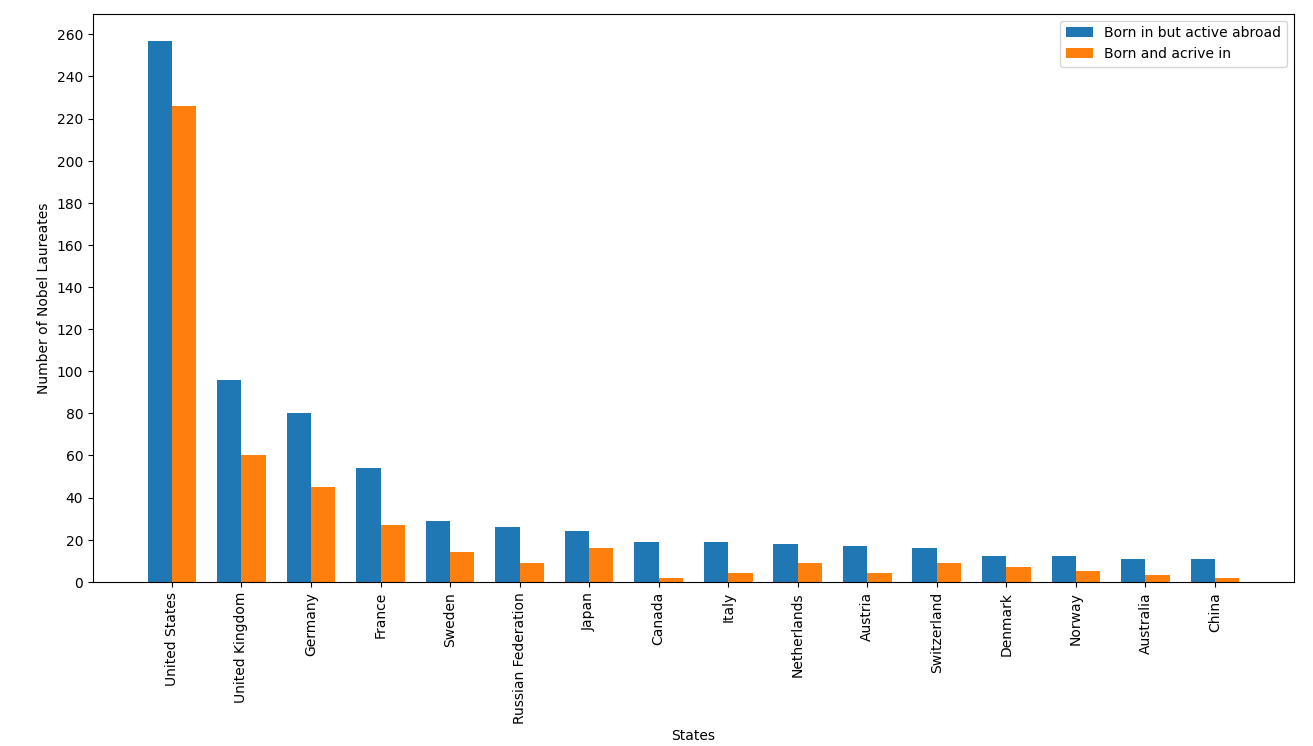 Born in but active abroad
Born and acrive in
Number of Nobel Laureates
260
240
220
200
180
160
140
120
100
80
60
40
20
0
United States
United Kingdom
Germany
France
Sweden
Russian Federation
Japan
Canada
Italy
Netherlands
Austria
Switzerland
Denmark
Norway
Australia
China
States